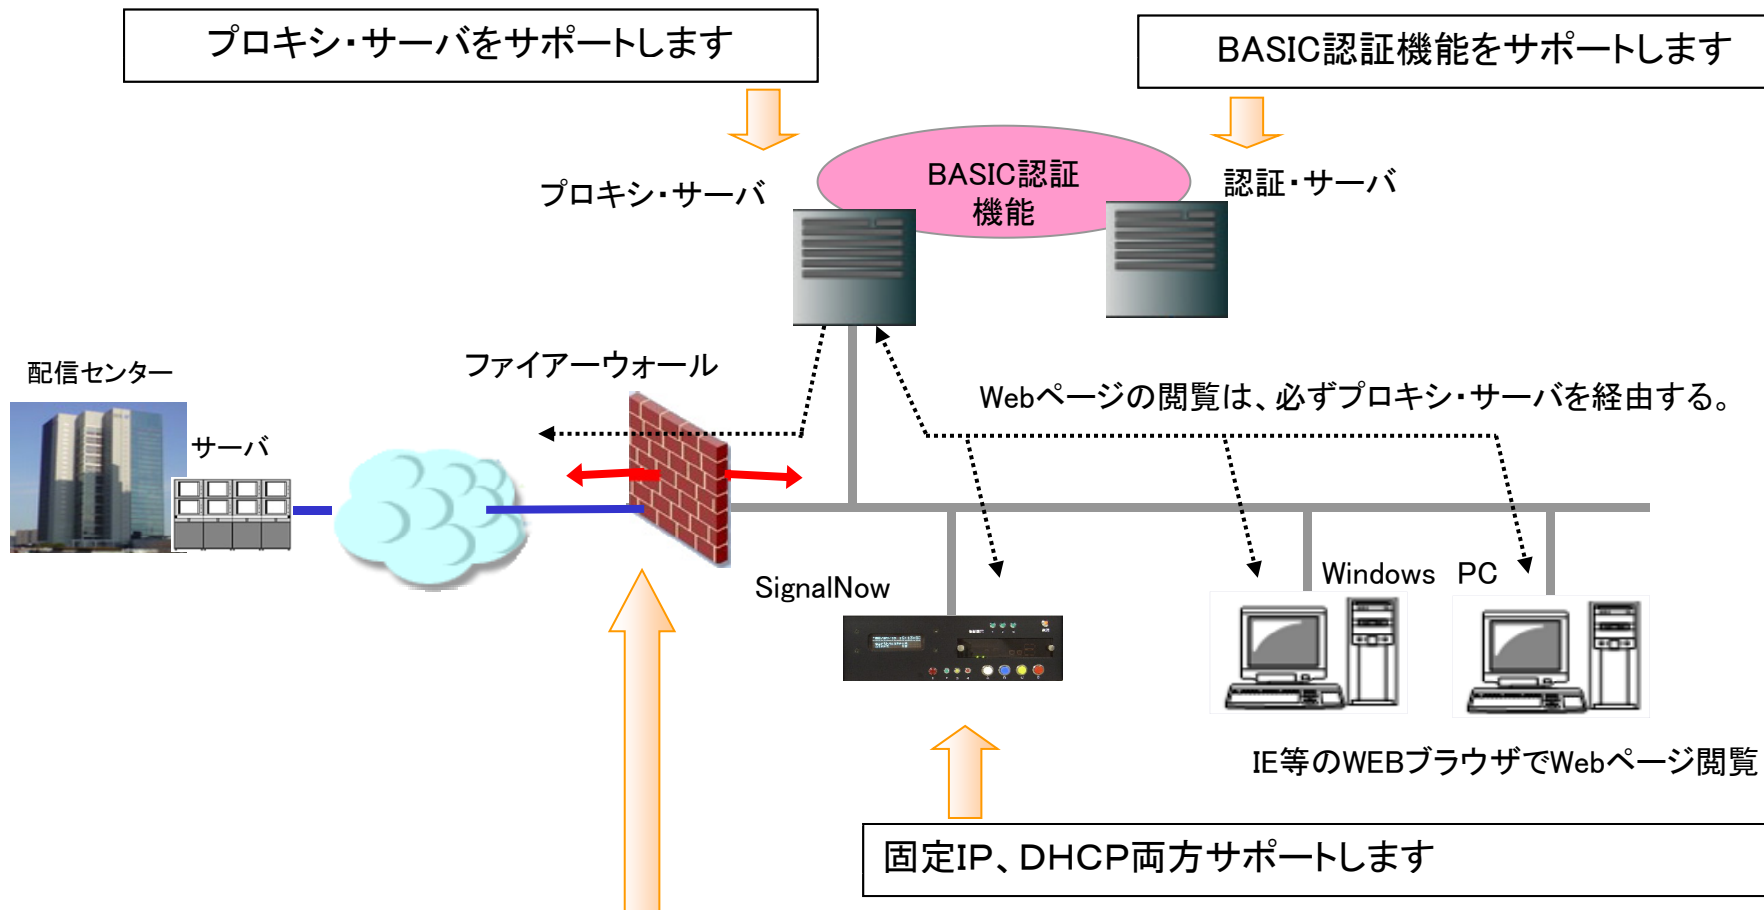 プロキシ・サーバをサポートします
BASIC認証機能をサポートします
プロキシ・サーバ
BASIC認証
機能
認証・サーバ
配信センター
ファイアーウォール
Webページの閲覧は、必ずプロキシ・サーバを経由する。
サーバ
SignalNow
Windows　PC
IE等のWEBブラウザでWebページ閲覧
固定IP、DHCP両方サポートします